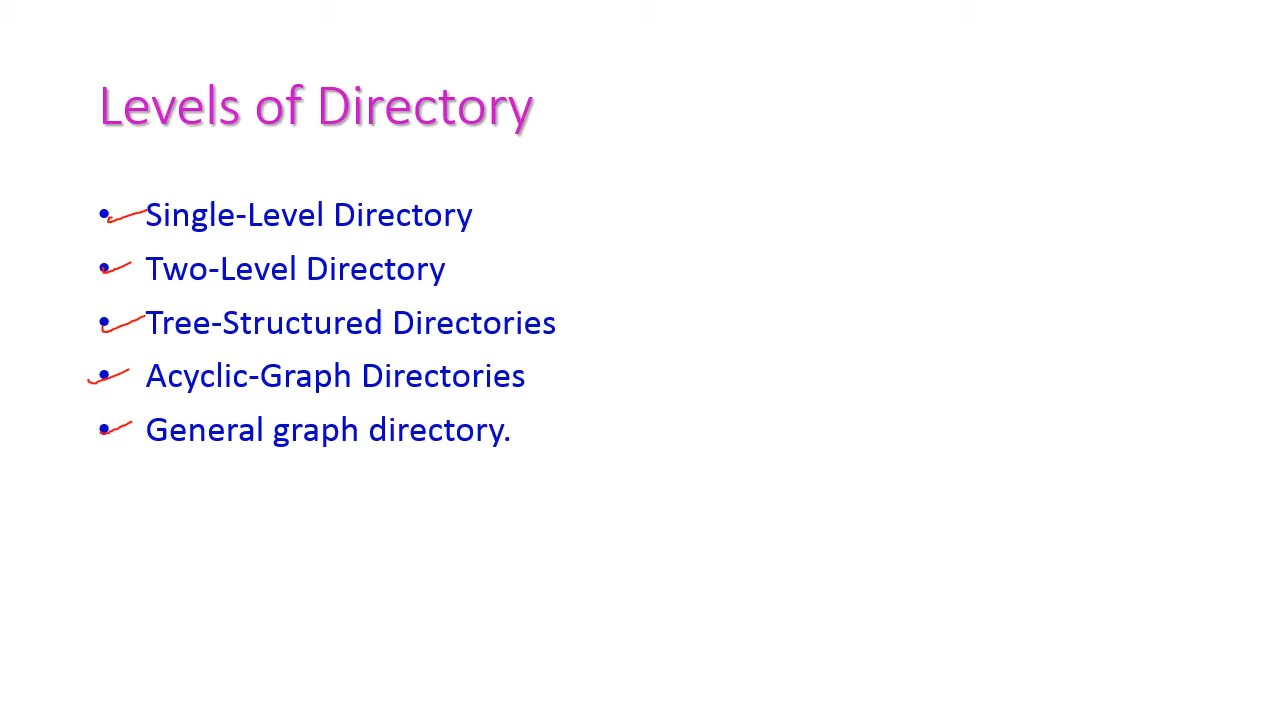 Levels of Directory
• Single-Level Directory
• Two-Level Directory
• Tree-Structured Directories
• Acyclic-Graph Directories
• General graph directory.